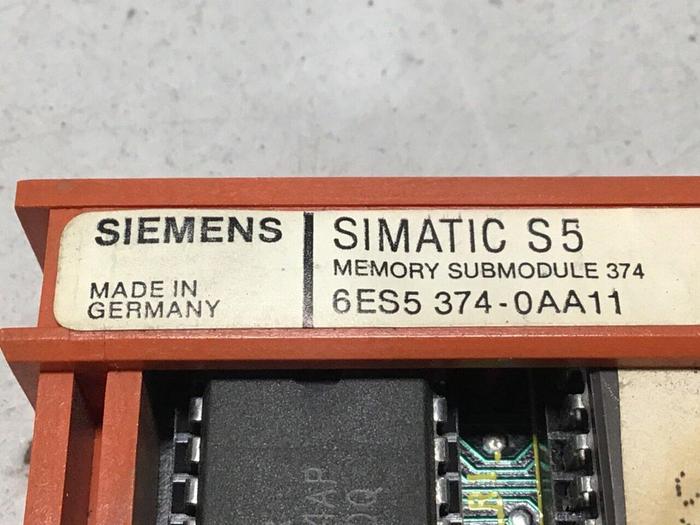 SIEMENS
MADE IN
GERMANY
SIMATIC S5
MEMORY SUBMODULE 374
6ES5 374-0AA11